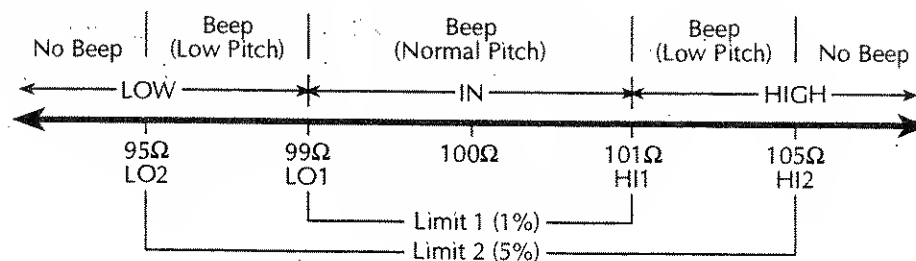 Beep Beep Beep
No Beep (Low Pitch) (Normal Pitch) (Low Pitch) No Beep
LOW IN HIGH
95Ω 99Ω 100Ω 101Ω 105Ω
LO2 LO1 HI1 HI2
Limit 1 (1%)
Limit 2 (5%)